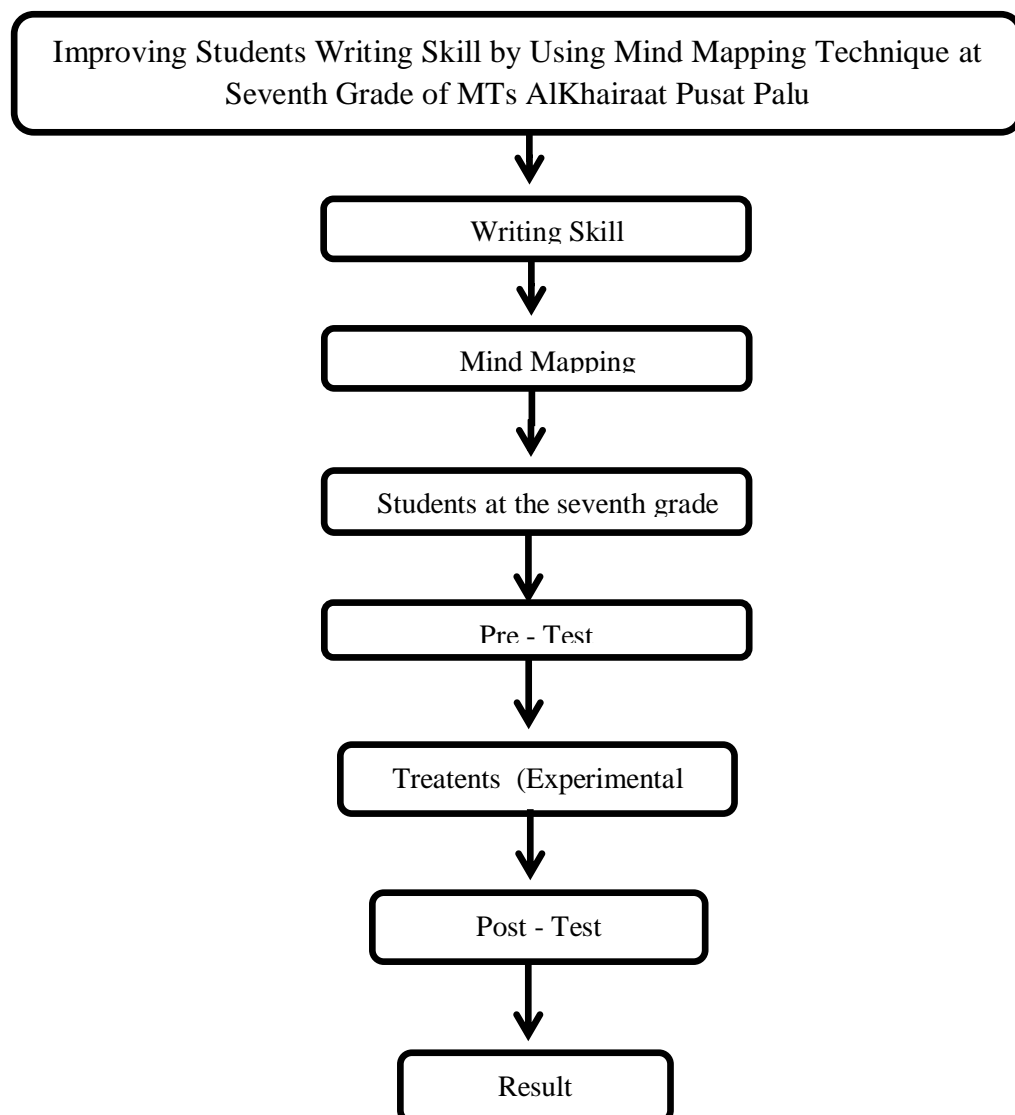 Improving Students Writing Skill by Using Mind Mapping Technique at
Seventh Grade of MTs AlKhairaat Pusat Palu
Writing Skill
Mind Mapping
Students at the seventh grade
Pre - Test
Treatents (Experimental
Post - Test
Result